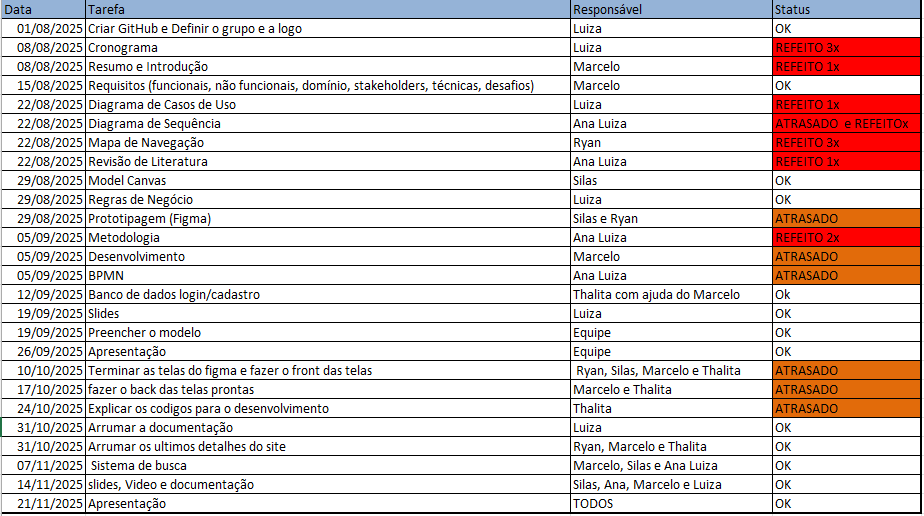 Data Tarefa Responsável Status
01/08/2025 Criar GitHub e Definir o grupo e a logo Luiza OK
08/08/2025 Cronograma Luiza REFEITO 3x
08/08/2025 Resumo e Introdução Marcelo REFEITO 1x
15/08/2025 Requisitos (funcionais, não funcionais, domínio, stakeholders, técnicas, desafios) Marcelo OK
22/08/2025 Diagrama de Casos de Uso Luiza REFEITO 1x
22/08/2025 Diagrama de Sequência Ana Luiza ATRASADO e REFEITOx
22/08/2025 Mapa de Navegação Ryan REFEITO 3x
22/08/2025 Revisão de Literatura Ana Luiza REFEITO 1x
29/08/2025 Model Canvas Silas OK
29/08/2025 Regras de Negócio Luiza OK
29/08/2025 Prototipagem (Figma) Silas e Ryan ATRASADO
05/09/2025 Metodologia Ana Luiza REFEITO 2x
05/09/2025 Desenvolvimento Marcelo ATRASADO
05/09/2025 BPMN Ana Luiza ATRASADO
12/09/2025 Banco de dados login/cadastro Thalita com ajuda do Marcelo Ok
19/09/2025 Slides Luiza OK
19/09/2025 Preencher o modelo Equipe OK
26/09/2025 Apresentação Equipe OK
10/10/2025 Terminar as telas do figma e fazer o front das telas Ryan, Silas, Marcelo e Thalita ATRASADO
17/10/2025 fazer o back das telas prontas Marcelo e Thalita ATRASADO
24/10/2025 Explicar os codigos para o desenvolvimento Thalita ATRASADO
31/10/2025 Arrumar a documentação Luiza OK
31/10/2025 Arrumar os ultimos detalhes do site Ryan, Marcelo e Thalita OK
07/11/2025 Sistema de busca Marcelo, Silas e Ana Luiza OK
14/11/2025 slides, Video e documentação Silas, Ana, Marcelo e Luiza OK
21/11/2025 Apresentação TODOS OK